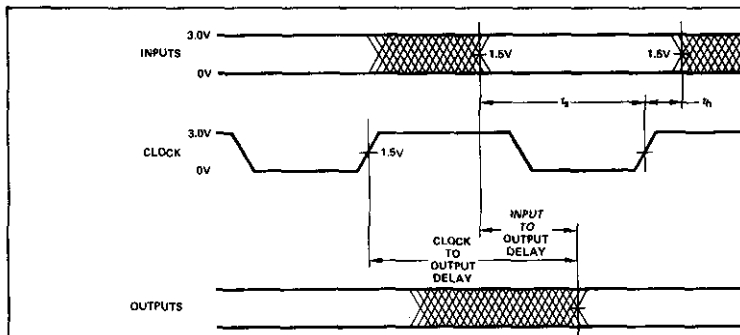 3.0V
INPUTS
1.5V
1.5V
0V
ts
th
3.0V
CLOCK
1.5V
0V
INPUT
TO
OUTPUT
DELAY
CLOCK
TO
OUTPUT
DELAY
OUTPUTS